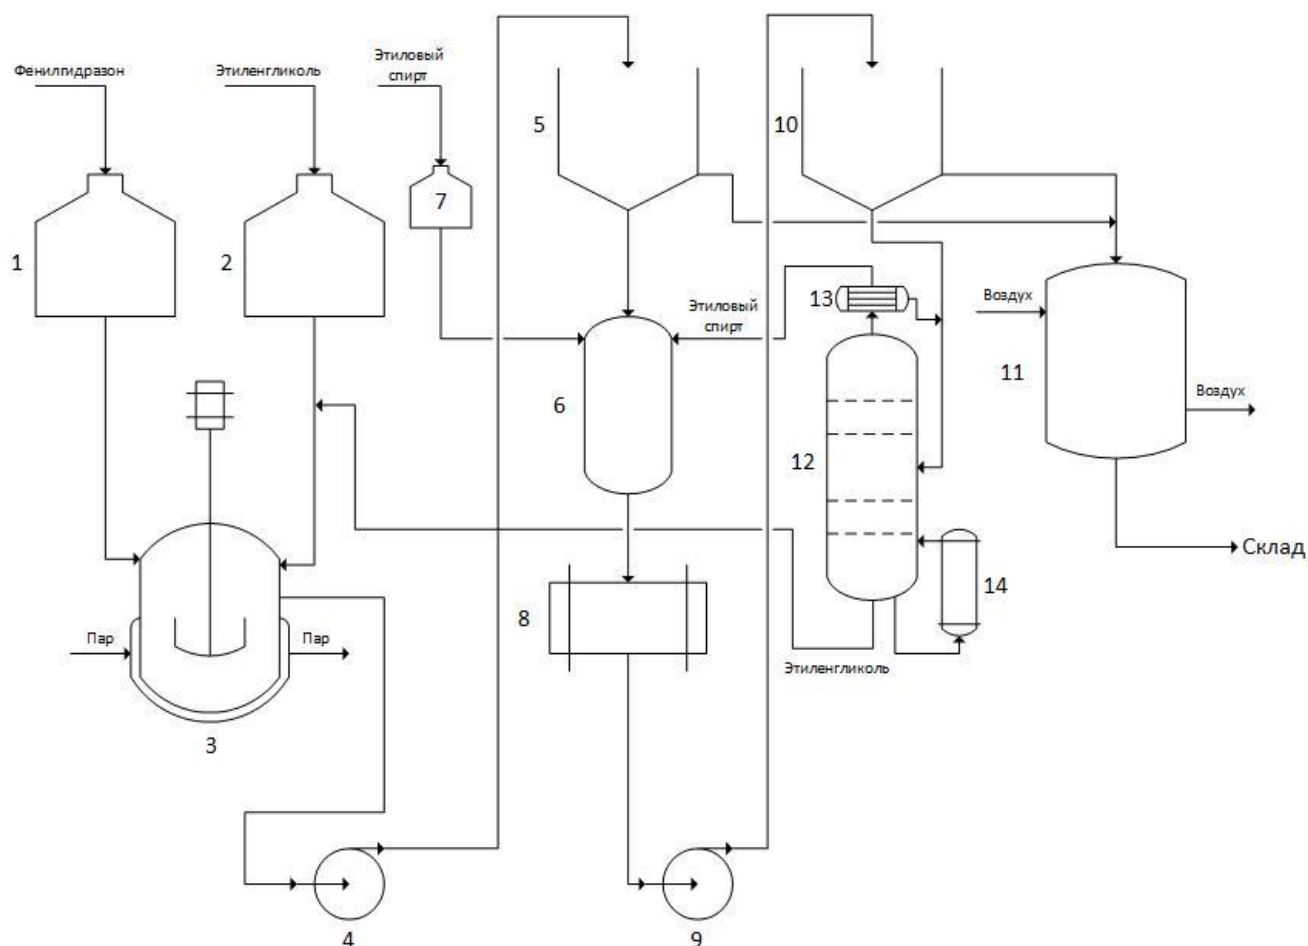 Фенилгидразон
Этиленгликоль
Этиловый
спирт
1
2
7
5
10
Этиловый
спирт
13
Воздух
11
Воздух
6
12
Склад
8
14
Пар
Пар
Этиленгликоль
3
4
9